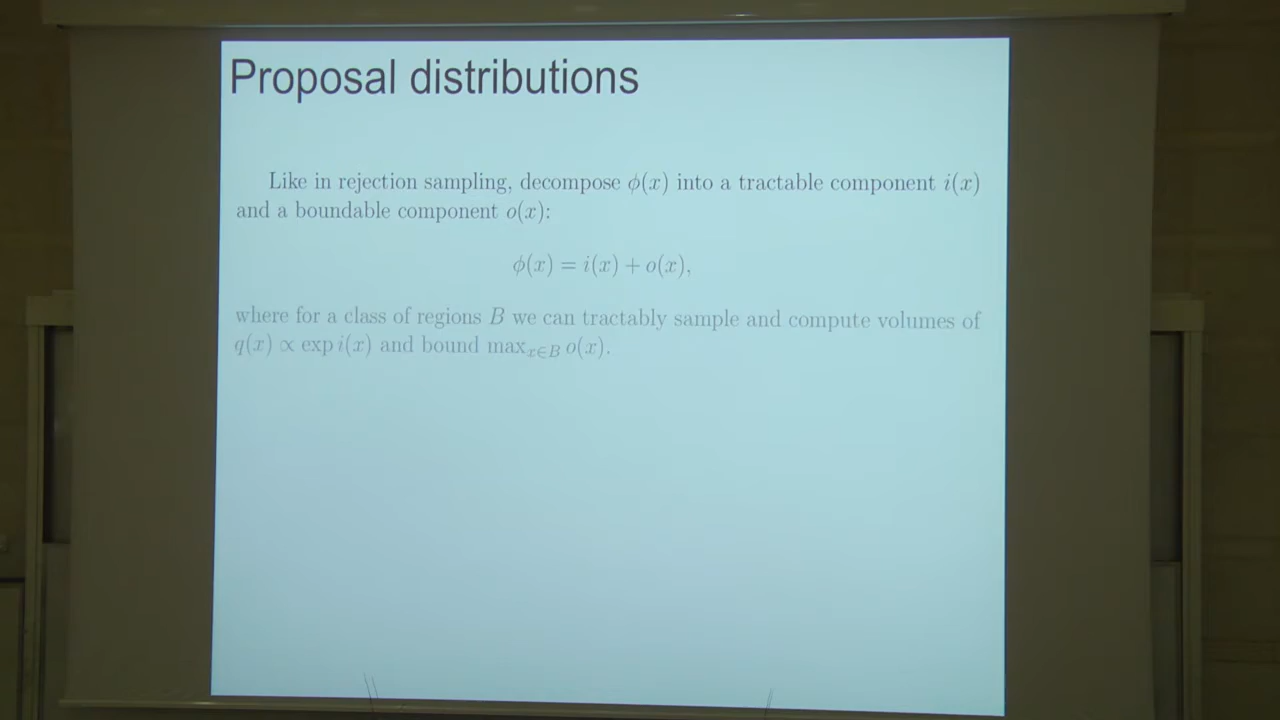 Proposal distributions
Like in rejection sampling, decompose ϕ(x) into a tractable component i(x)
and a boundable component o(x):
ϕ(x) = i(x) + o(x),
where for a class of regions B we can tractably sample and compute volumes of
q(x) ∝ exp i(x) and bound max_{x∈B} o(x).